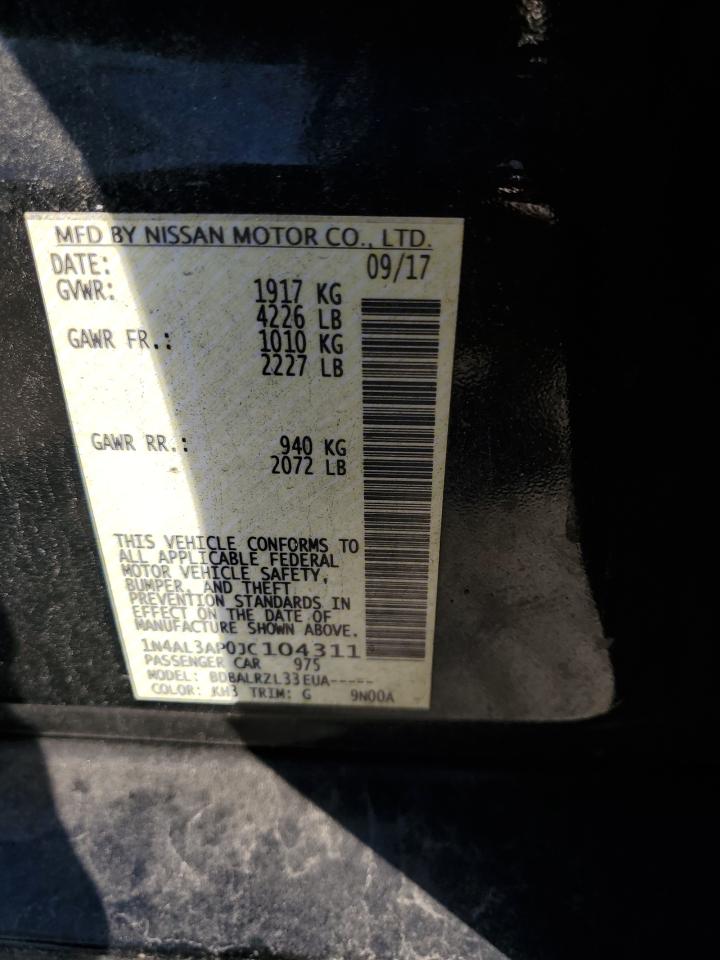 MFD BY NISSAN MOTOR CO., LTD.
DATE: 09/17
GVWR: 1917 KG
4226 LB
GAWR FR.: 1010 KG
2227 LB
GAWR RR.: 940 KG
2072 LB
THIS VEHICLE CONFORMS TO
ALL APPLICABLE FEDERAL
MOTOR VEHICLE SAFETY,
BUMPER, AND THEFT
PREVENTION STANDARDS IN
EFFECT ON THE DATE OF
MANUFACTURE SHOWN ABOVE.
1N4AL3AP0JC104311
PASSENGER CAR 975
MODEL: BDBALRZL33EUA-----
COLOR: KH3 TRIM: G 9N00A